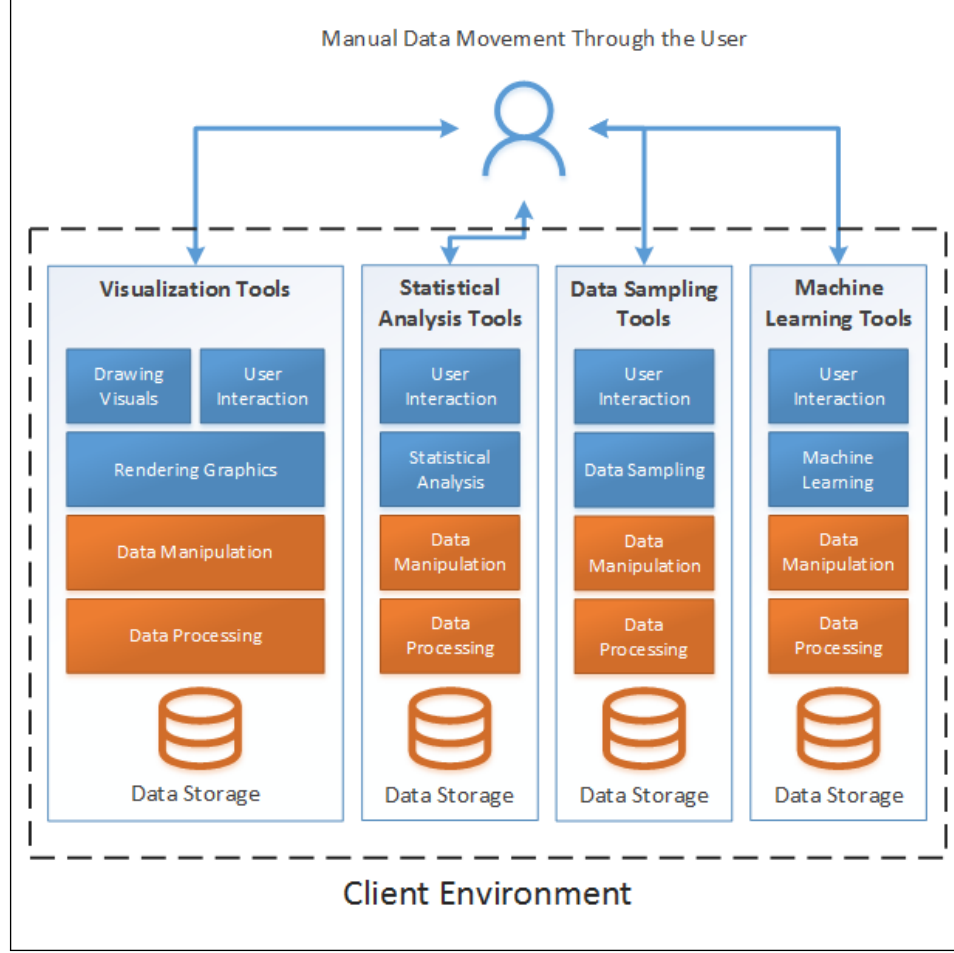 Manual Data Movement Through the User
Visualization Tools
Drawing
Visuals
User
Interaction
Rendering Graphics
Data Manipulation
Data Processing
Data Storage
Statistical
Analysis Tools
User
Interaction
Statistical
Analysis
Data
Manipulation
Data
Processing
Data Storage
Data Sampling
Tools
User
Interaction
Data Sampling
Data
Manipulation
Data
Processing
Data Storage
Machine
Learning Tools
User
Interaction
Machine
Learning
Data
Manipulation
Data
Processing
Data Storage
Client Environment